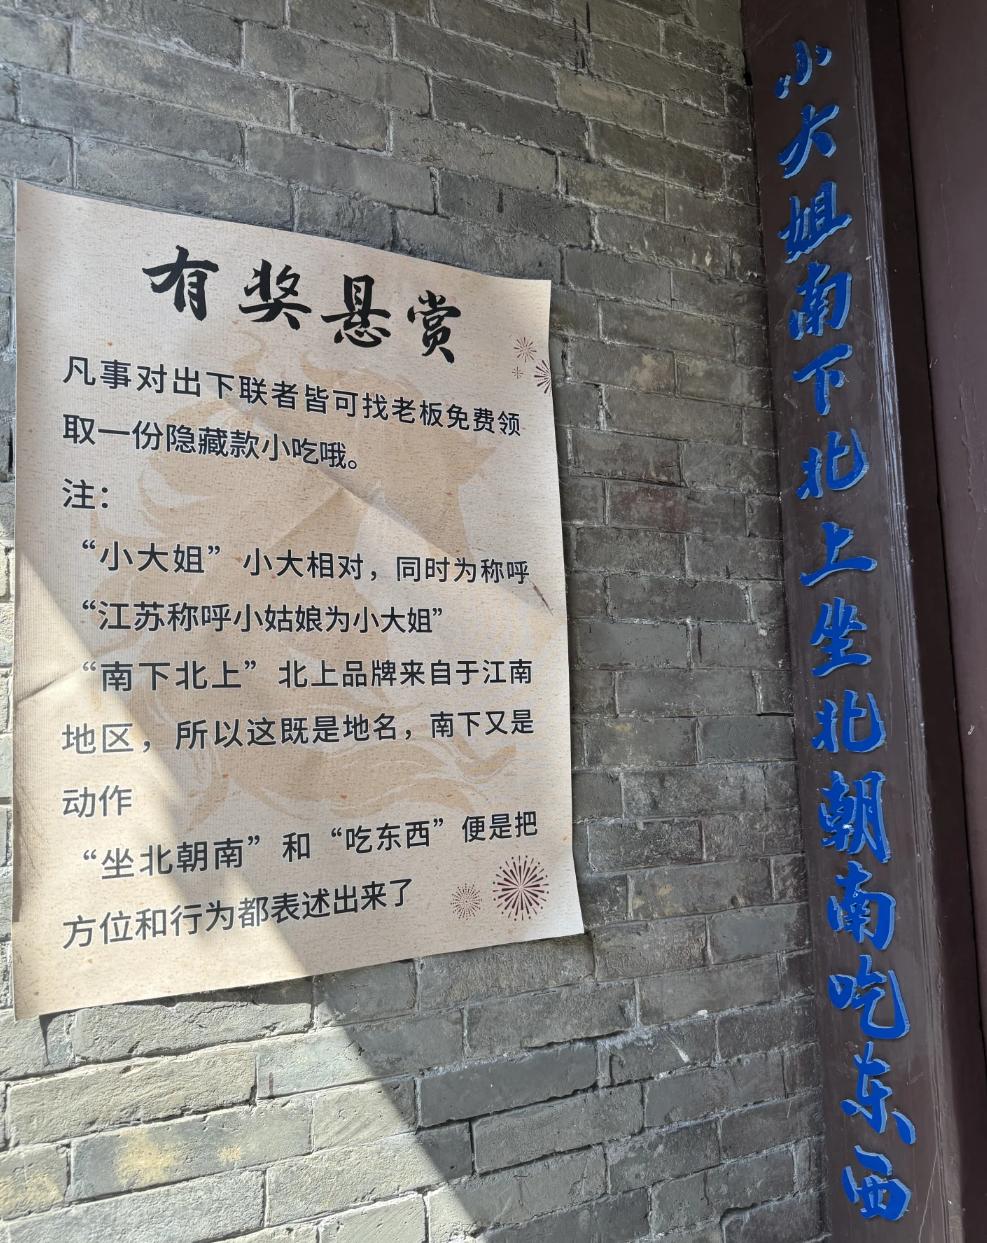 有奖悬赏
凡事对出下联者皆可找老板免费领
取一份隐藏款小吃哦。
注：
“小大姐”小大相对，同时为称呼
“江苏称呼小姑娘为小大姐”
“南下北上”北上品牌来自于江南
地区，所以这既是地名，南下又是
动作
“坐北朝南”和“吃东西”便是把
方位和行为都表述出来了
小大姐南下北上坐北朝南吃东西